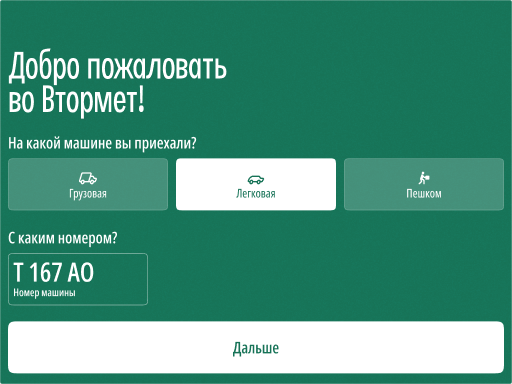 Добро пожаловать
во Втормет!
На какой машине вы приехали?
Грузовая
Легковая
Пешком
С каким номером?
Т 167 АО
Номер машины
Дальше